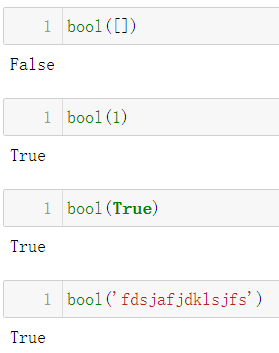 1 bool([])
False
1 bool(1)
True
1 bool(True)
True
1 bool('fdsjafjdklsjfs')
True